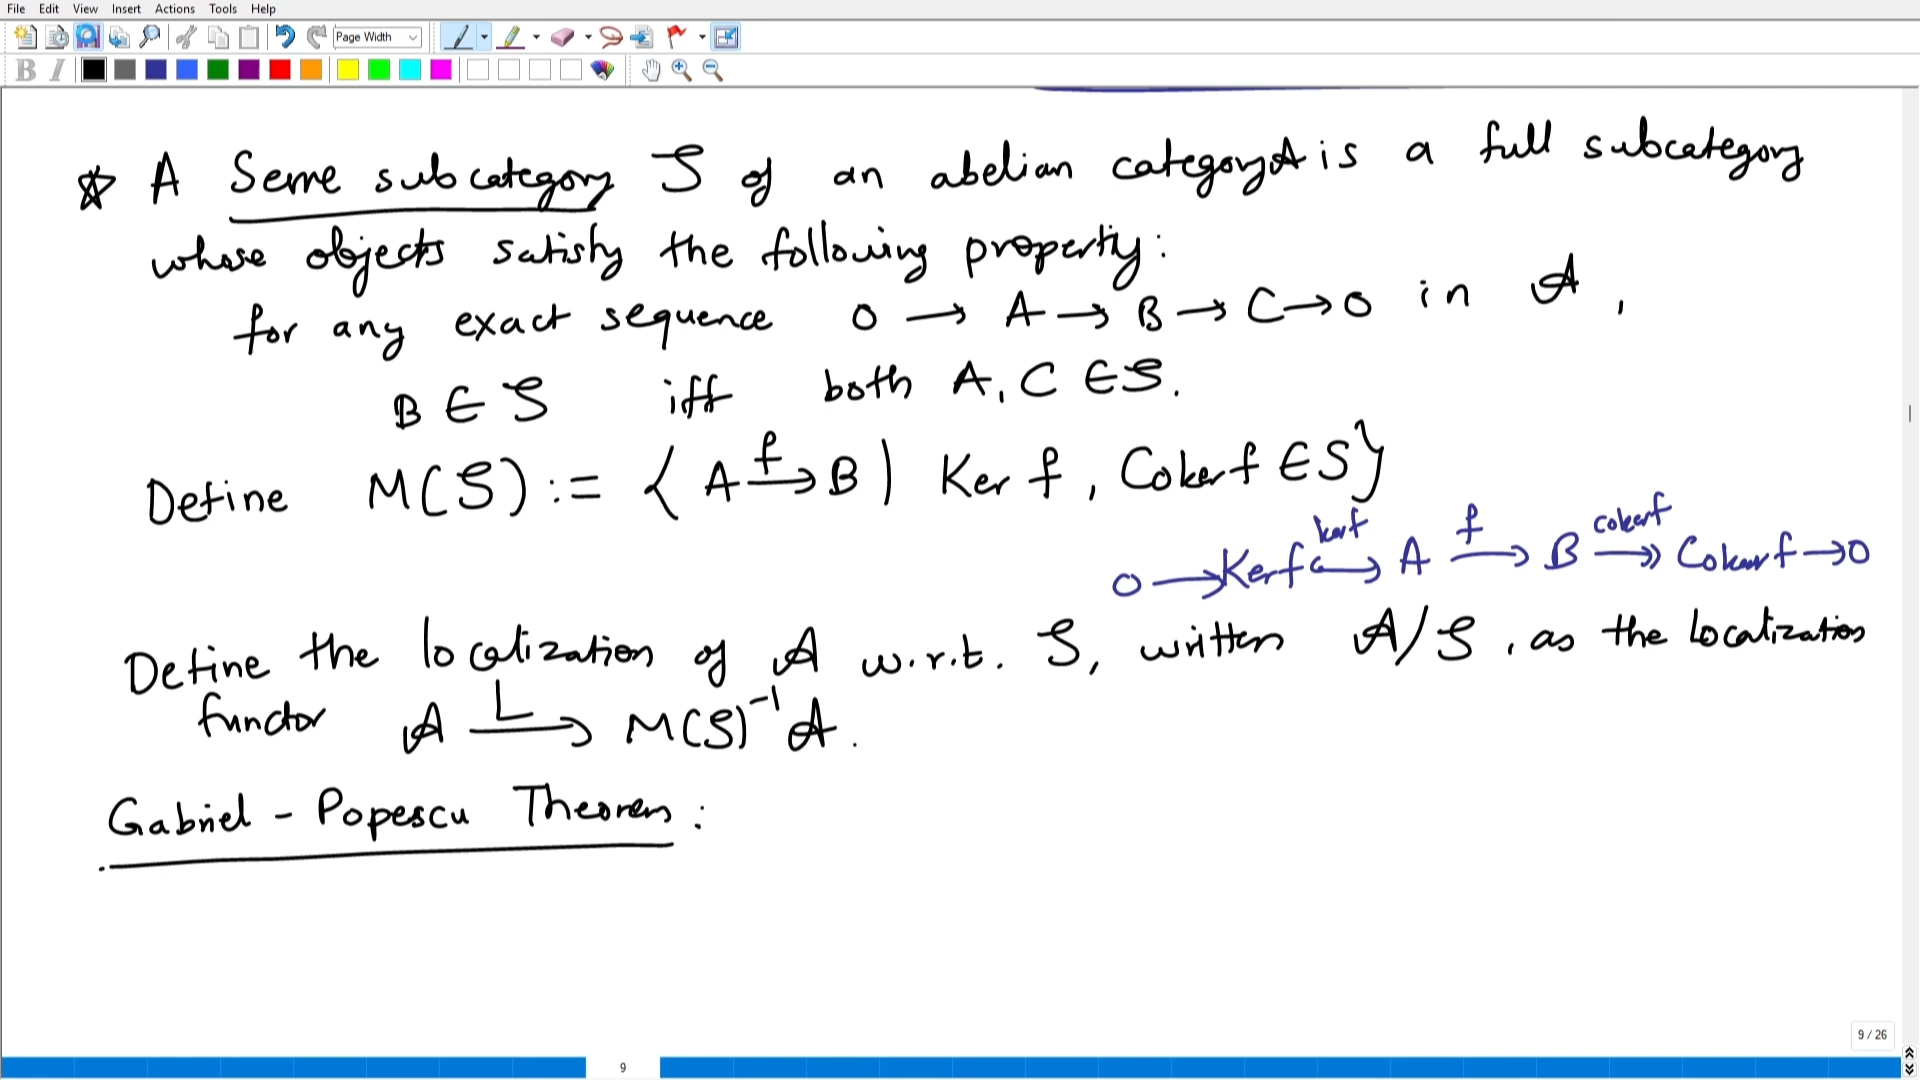 File Edit View Insert Actions Tools Help
Page Width
☆ A Serre subcategory S of an abelian category A is a full subcategory
whose objects satisfy the following property:
for any exact sequence 0 → A → B → C → 0 in A,
B ∈ S iff both A, C ∈ S.
Define M(S) := { A →f B | Ker f, Coker f ∈ S}
0 → Ker f ↪ker f A →f B ↠coker f Coker f → 0
Define the localization of A w.r.t. S, written A/S, as the localization
functor A →L M(S)⁻¹A.
Gabriel - Popescu Theorem:
9 / 26
9